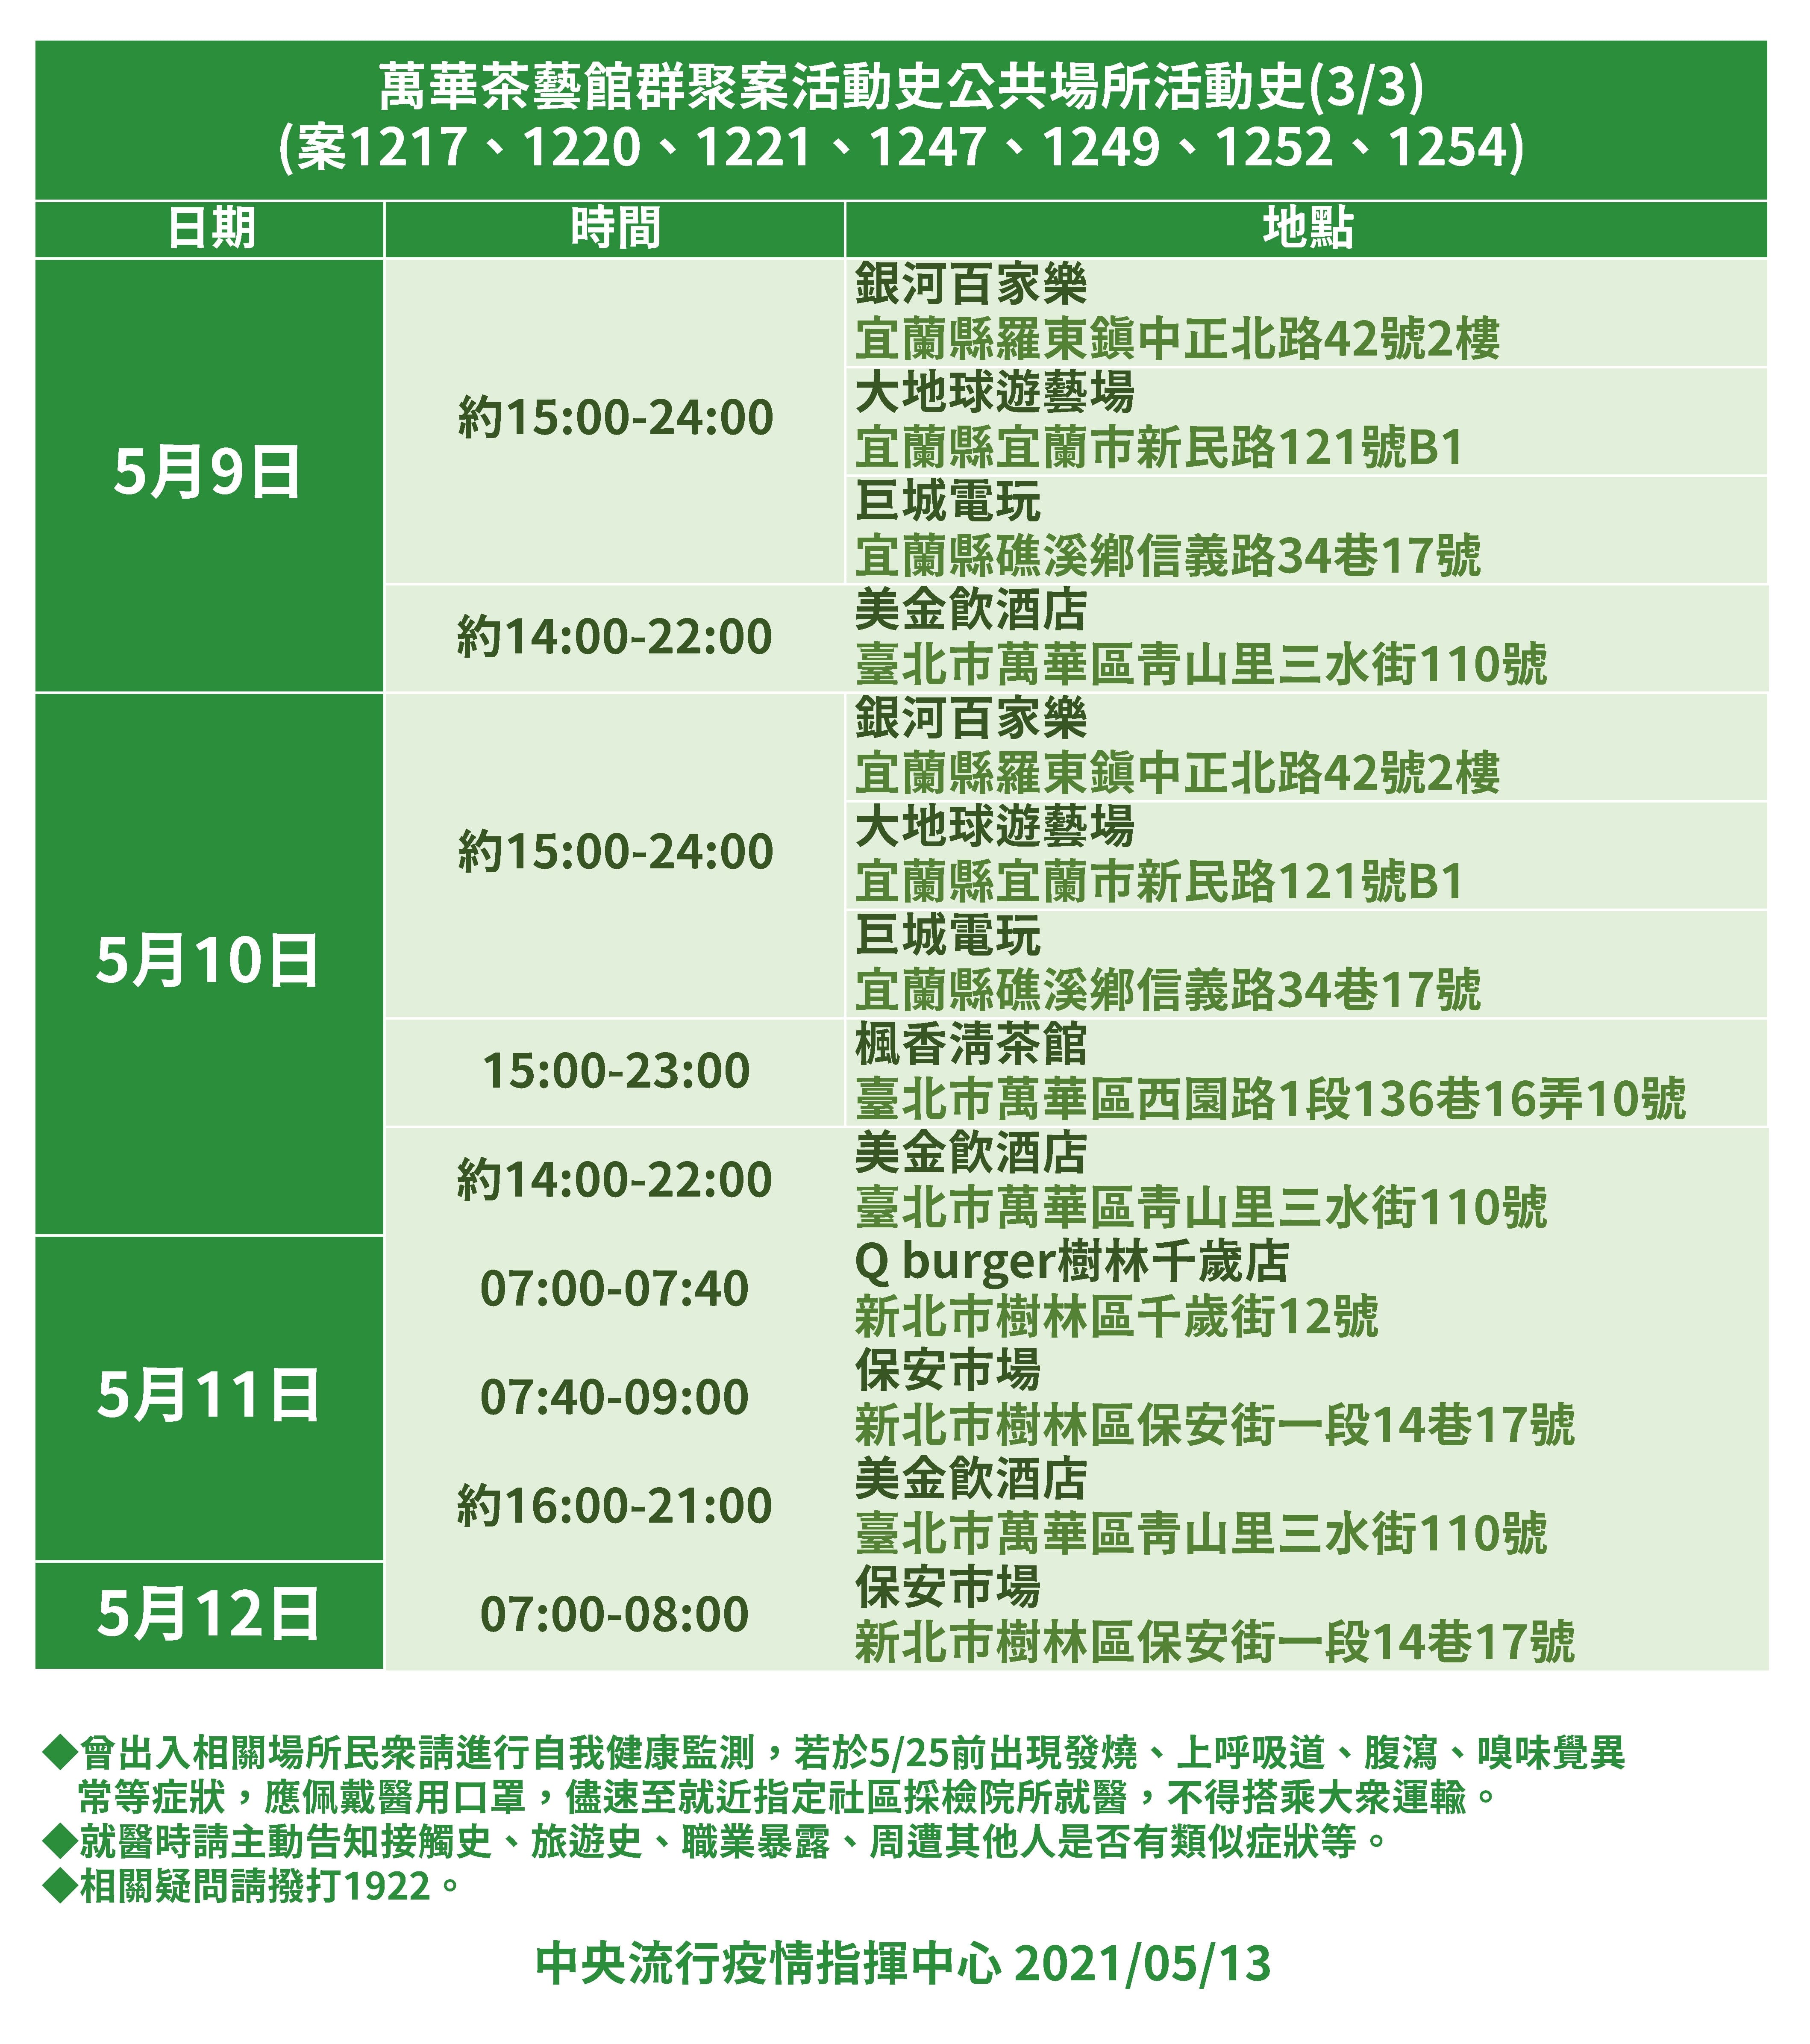 萬華茶藝館群聚案活動史公共場所活動史(3/3)
(案1217、1220、1221、1247、1249、1252、1254)
日期 時間 地點
5月9日
約15:00-24:00
銀河百家樂
宜蘭縣羅東鎮中正北路42號2樓
大地球遊藝場
宜蘭縣宜蘭市新民路121號B1
巨城電玩
宜蘭縣礁溪鄉信義路34巷17號
約14:00-22:00
美金飲酒店
臺北市萬華區青山里三水街110號
5月10日
約15:00-24:00
銀河百家樂
宜蘭縣羅東鎮中正北路42號2樓
大地球遊藝場
宜蘭縣宜蘭市新民路121號B1
巨城電玩
宜蘭縣礁溪鄉信義路34巷17號
15:00-23:00
楓香清茶館
臺北市萬華區西園路1段136巷16弄10號
約14:00-22:00
美金飲酒店
臺北市萬華區青山里三水街110號
5月11日
07:00-07:40
Q burger樹林千歲店
新北市樹林區千歲街12號
07:40-09:00
保安市場
新北市樹林區保安街一段14巷17號
約16:00-21:00
美金飲酒店
臺北市萬華區青山里三水街110號
5月12日
07:00-08:00
保安市場
新北市樹林區保安街一段14巷17號
◆曾出入相關場所民眾請進行自我健康監測，若於5/25前出現發燒、上呼吸道、腹瀉、嗅味覺異
常等症狀，應佩戴醫用口罩，儘速至就近指定社區採檢院所就醫，不得搭乘大眾運輸。
◆就醫時請主動告知接觸史、旅遊史、職業暴露、周遭其他人是否有類似症狀等。
◆相關疑問請撥打1922。
中央流行疫情指揮中心 2021/05/13